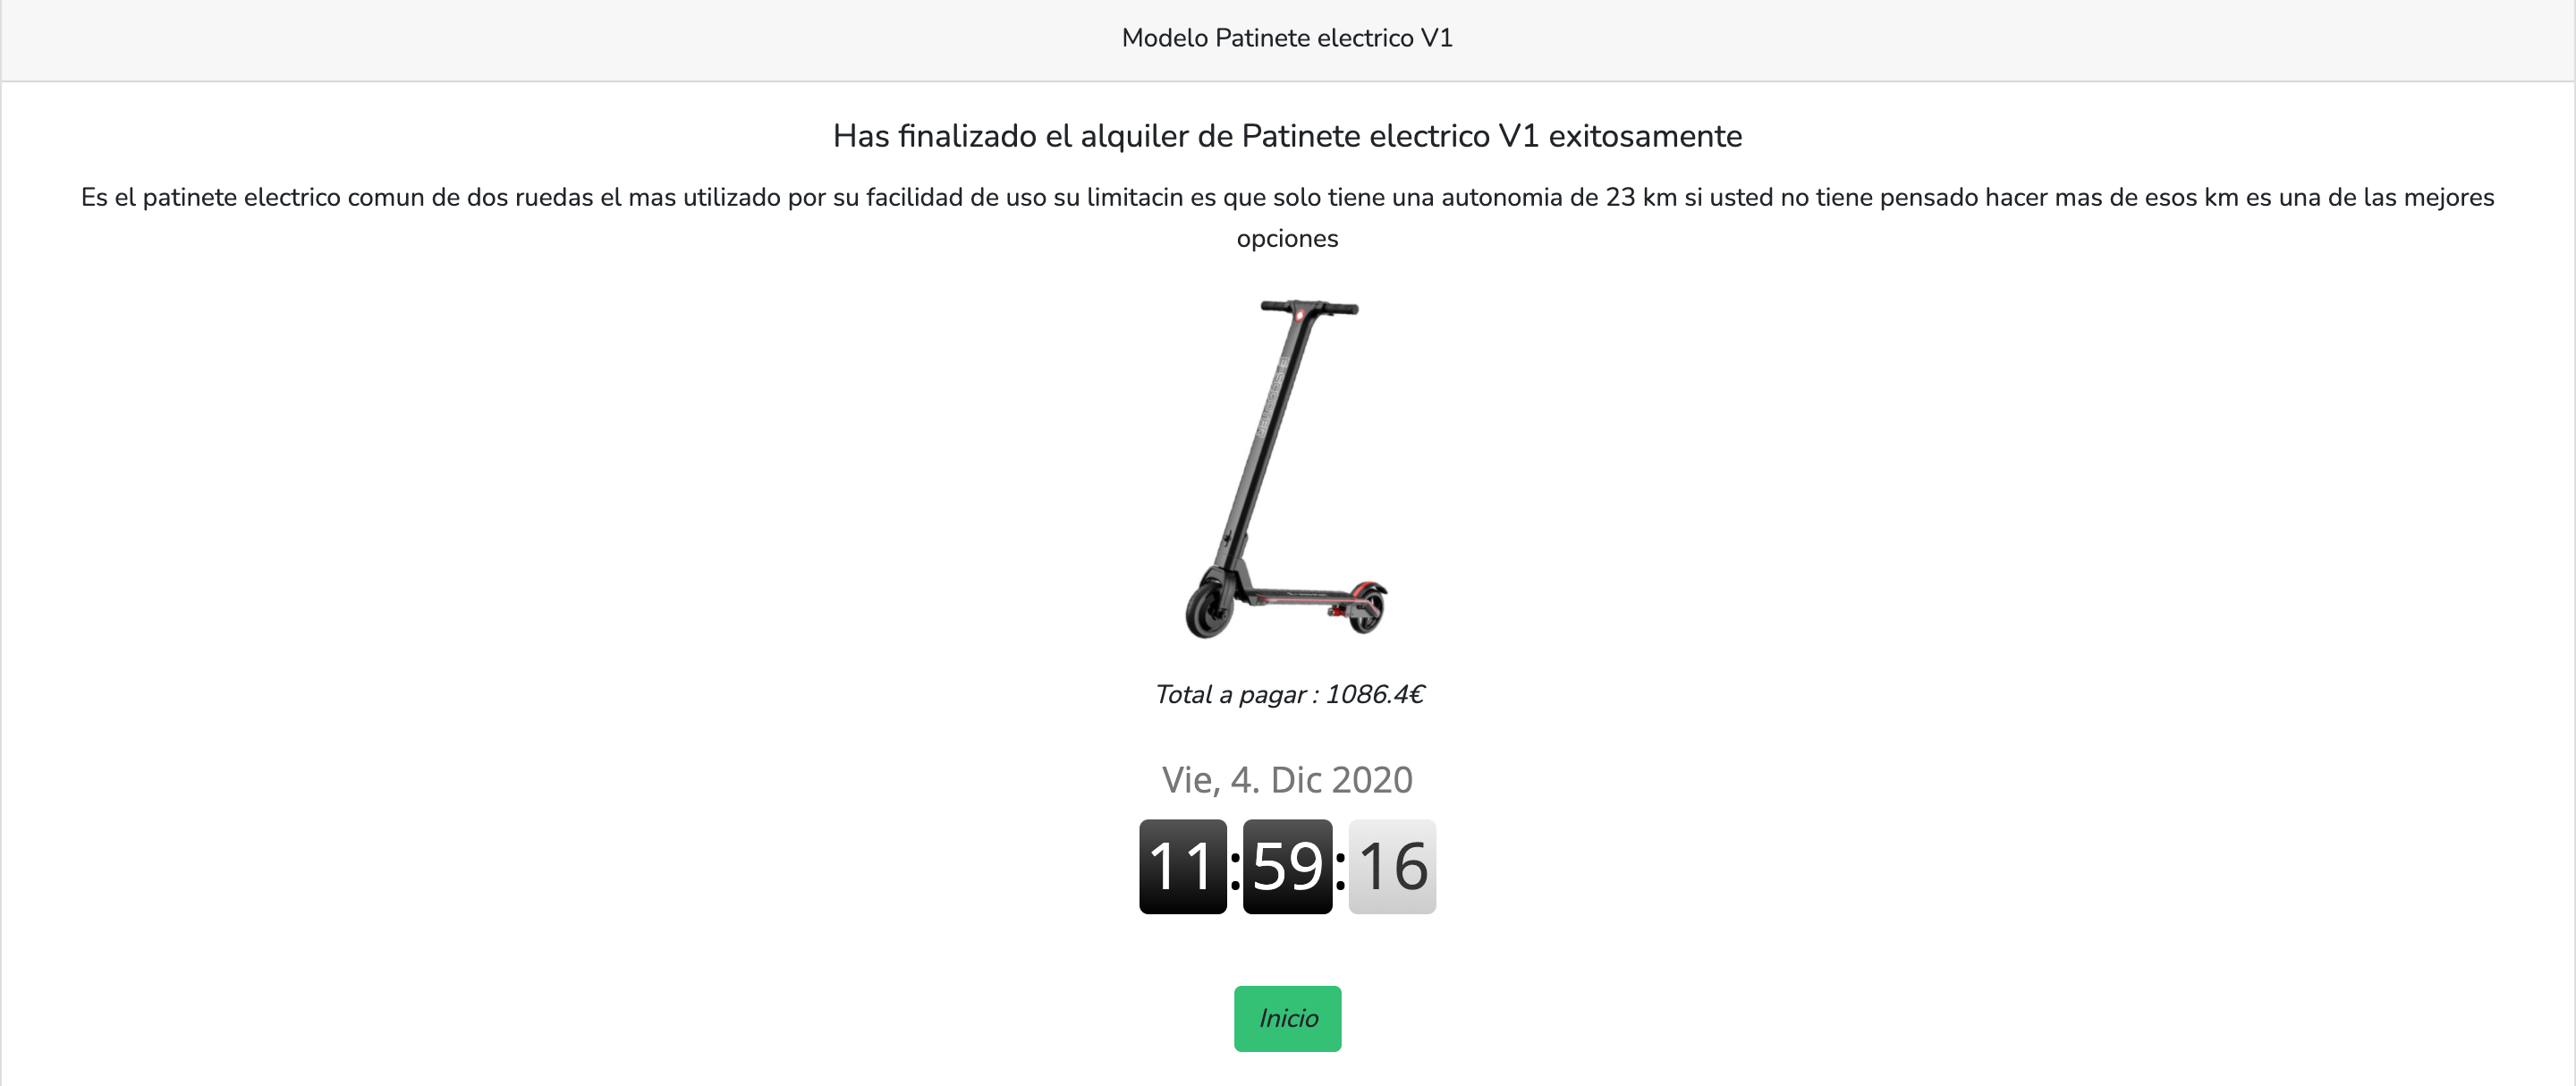 Modelo Patinete electrico V1
Has finalizado el alquiler de Patinete electrico V1 exitosamente
Es el patinete electrico comun de dos ruedas el mas utilizado por su facilidad de uso su limitacin es que solo tiene una autonomia de 23 km si usted no tiene pensado hacer mas de esos km es una de las mejores
opciones
Total a pagar : 1086.4€
Vie, 4. Dic 2020
11:59:16
Inicio